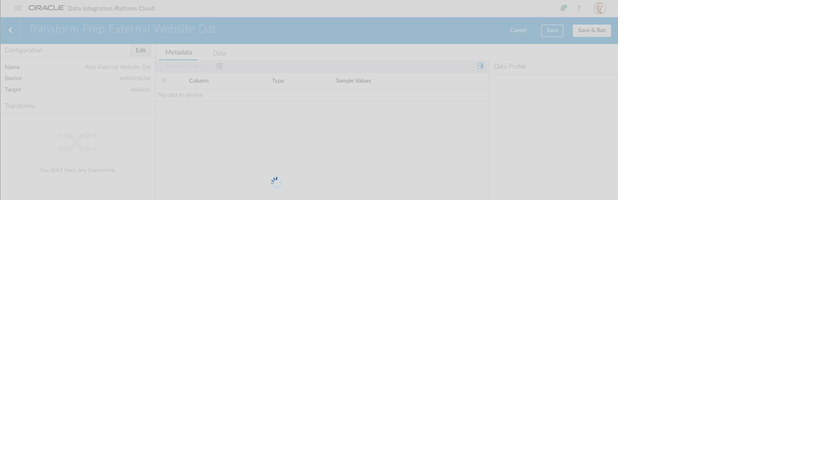 ORACLE Data Integration Platform Cloud ?
Transform Prep External Website Dat
Cancel Save Save & Run
Configuration Edit
Metadata Data
Name Prep External Website Dat
Source
Target
Transforms
You don't have any transforms.
Data Profile
Column Type Sample Values
No data to display.